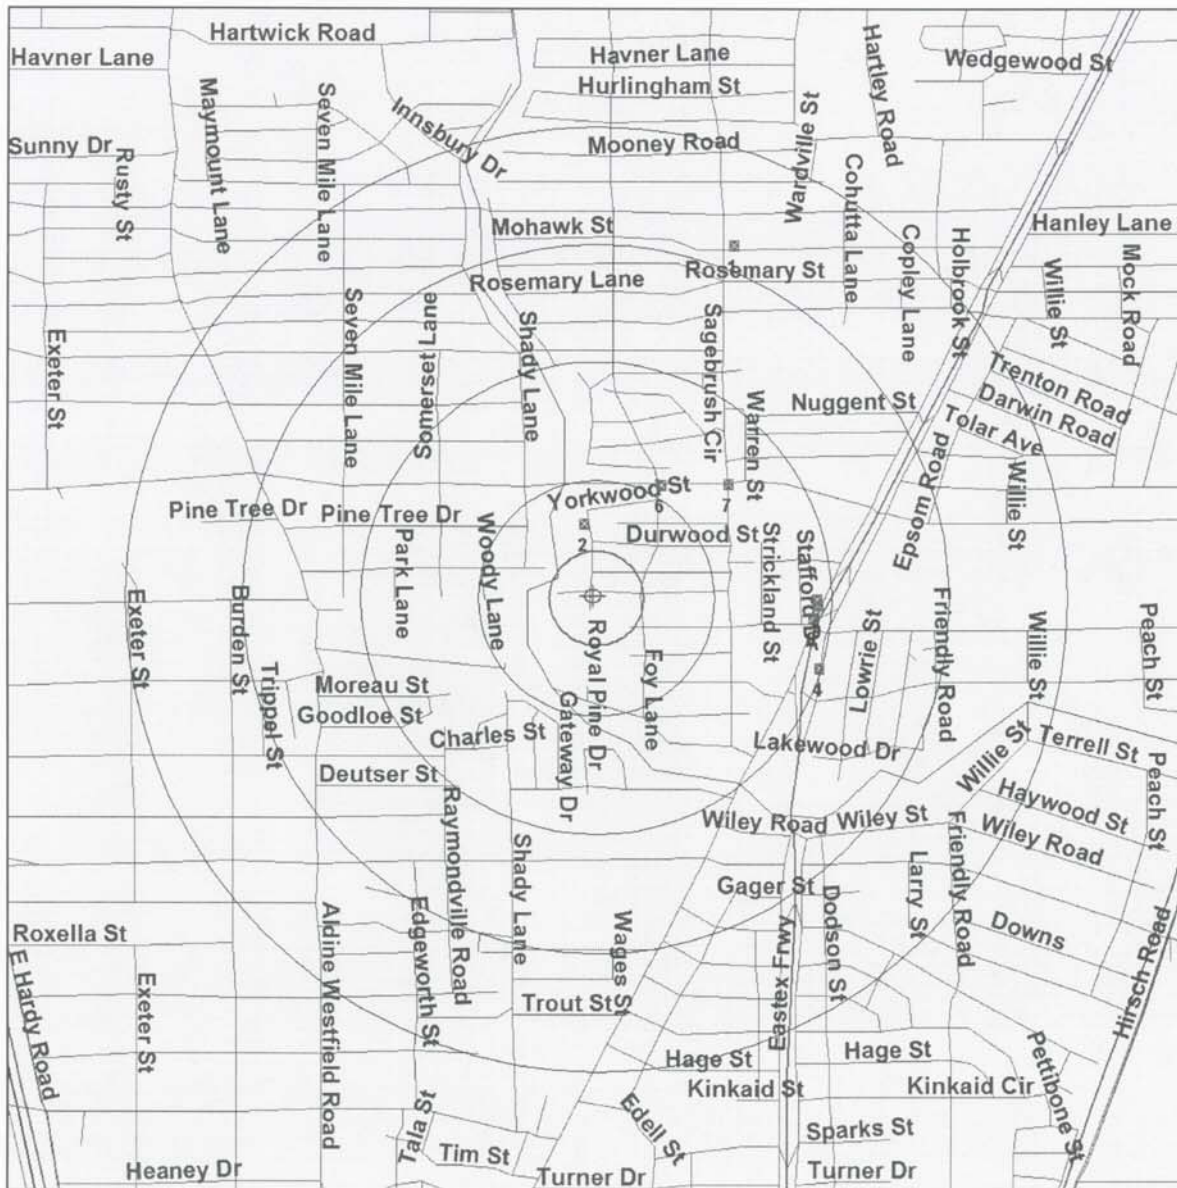 Hartwick Road
Havner Lane
Havner Lane
Wedgewood St
Hartley Road
Hurlingham St
Maymount Lane
Seven Mile Lane
Innsbury Dr
Wardville St
Sunny Dr
Rusty St
Mooney Road
Cohutta Lane
Mohawk St
Hanley Lane
Copley Lane
Holbrook St
Mock Road
Willie St
Rosemary Lane
Rosemary St
1
Exeter St
Seven Mile Lane
Somerset Lane
Shady Lane
Sagebrush Cir
Trenton Road
Darwin Road
Tolar Ave
Nuggent St
Warren St
Epsom Road
Willie St
Yorkwood St
6
7
Pine Tree Dr
Pine Tree Dr
2
Durwood St
Park Lane
Woody Lane
Strickland St
Stafford Dr
Exeter St
Burden St
Royal Pine Dr
Foy Lane
Lowrie St
Friendly Road
Willie St
Peach St
Trippel St
Moreau St
Goodloe St
4
Charles St
Gateway Dr
Lakewood Dr
Willie St
Terrell St
Peach St
Deutser St
Raymondville Road
Haywood St
Wiley Road
Wiley St
Wiley Road
Shady Lane
Friendly Road
Larry St
Gager St
Dodson St
Downs
Roxella St
Aldine Westfield Road
Edgeworth St
Wages St
Eastex Frwy
Hirsch Road
E Hardy Road
Exeter St
Trout St
Hage St
Hage St
Pettibone St
Kinkaid St
Kinkaid Cir
Edell St
Talla St
Sparks St
Tim St
Heaney Dr
Turner Dr
Turner Dr